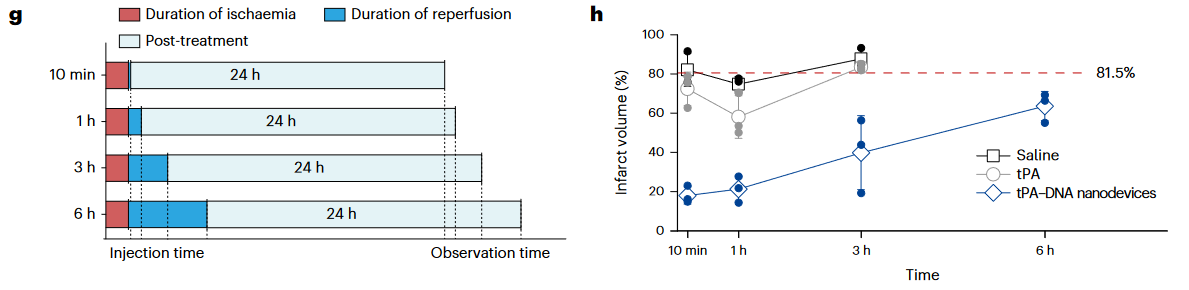 g
Duration of ischaemia
Duration of reperfusion
Post-treatment
10 min
24 h
1 h
24 h
3 h
24 h
6 h
24 h
Injection time
Observation time
h
100
80
60
40
20
0
Infarct volume (%)
81.5%
Saline
tPA
tPA–DNA nanodevices
10 min
1 h
3 h
6 h
Time